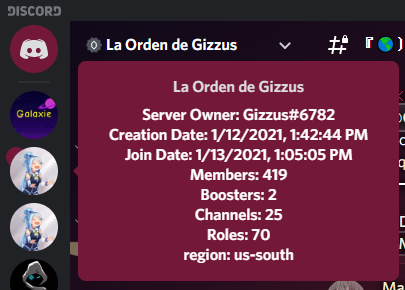 DISCORD
La Orden de Gizzus
Galaxie
La Orden de Gizzus
Server Owner: Gizzus#6782
Creation Date: 1/12/2021, 1:42:44 PM
Join Date: 1/13/2021, 1:05:05 PM
Members: 419
Boosters: 2
Channels: 25
Roles: 70
region: us-south
Ma